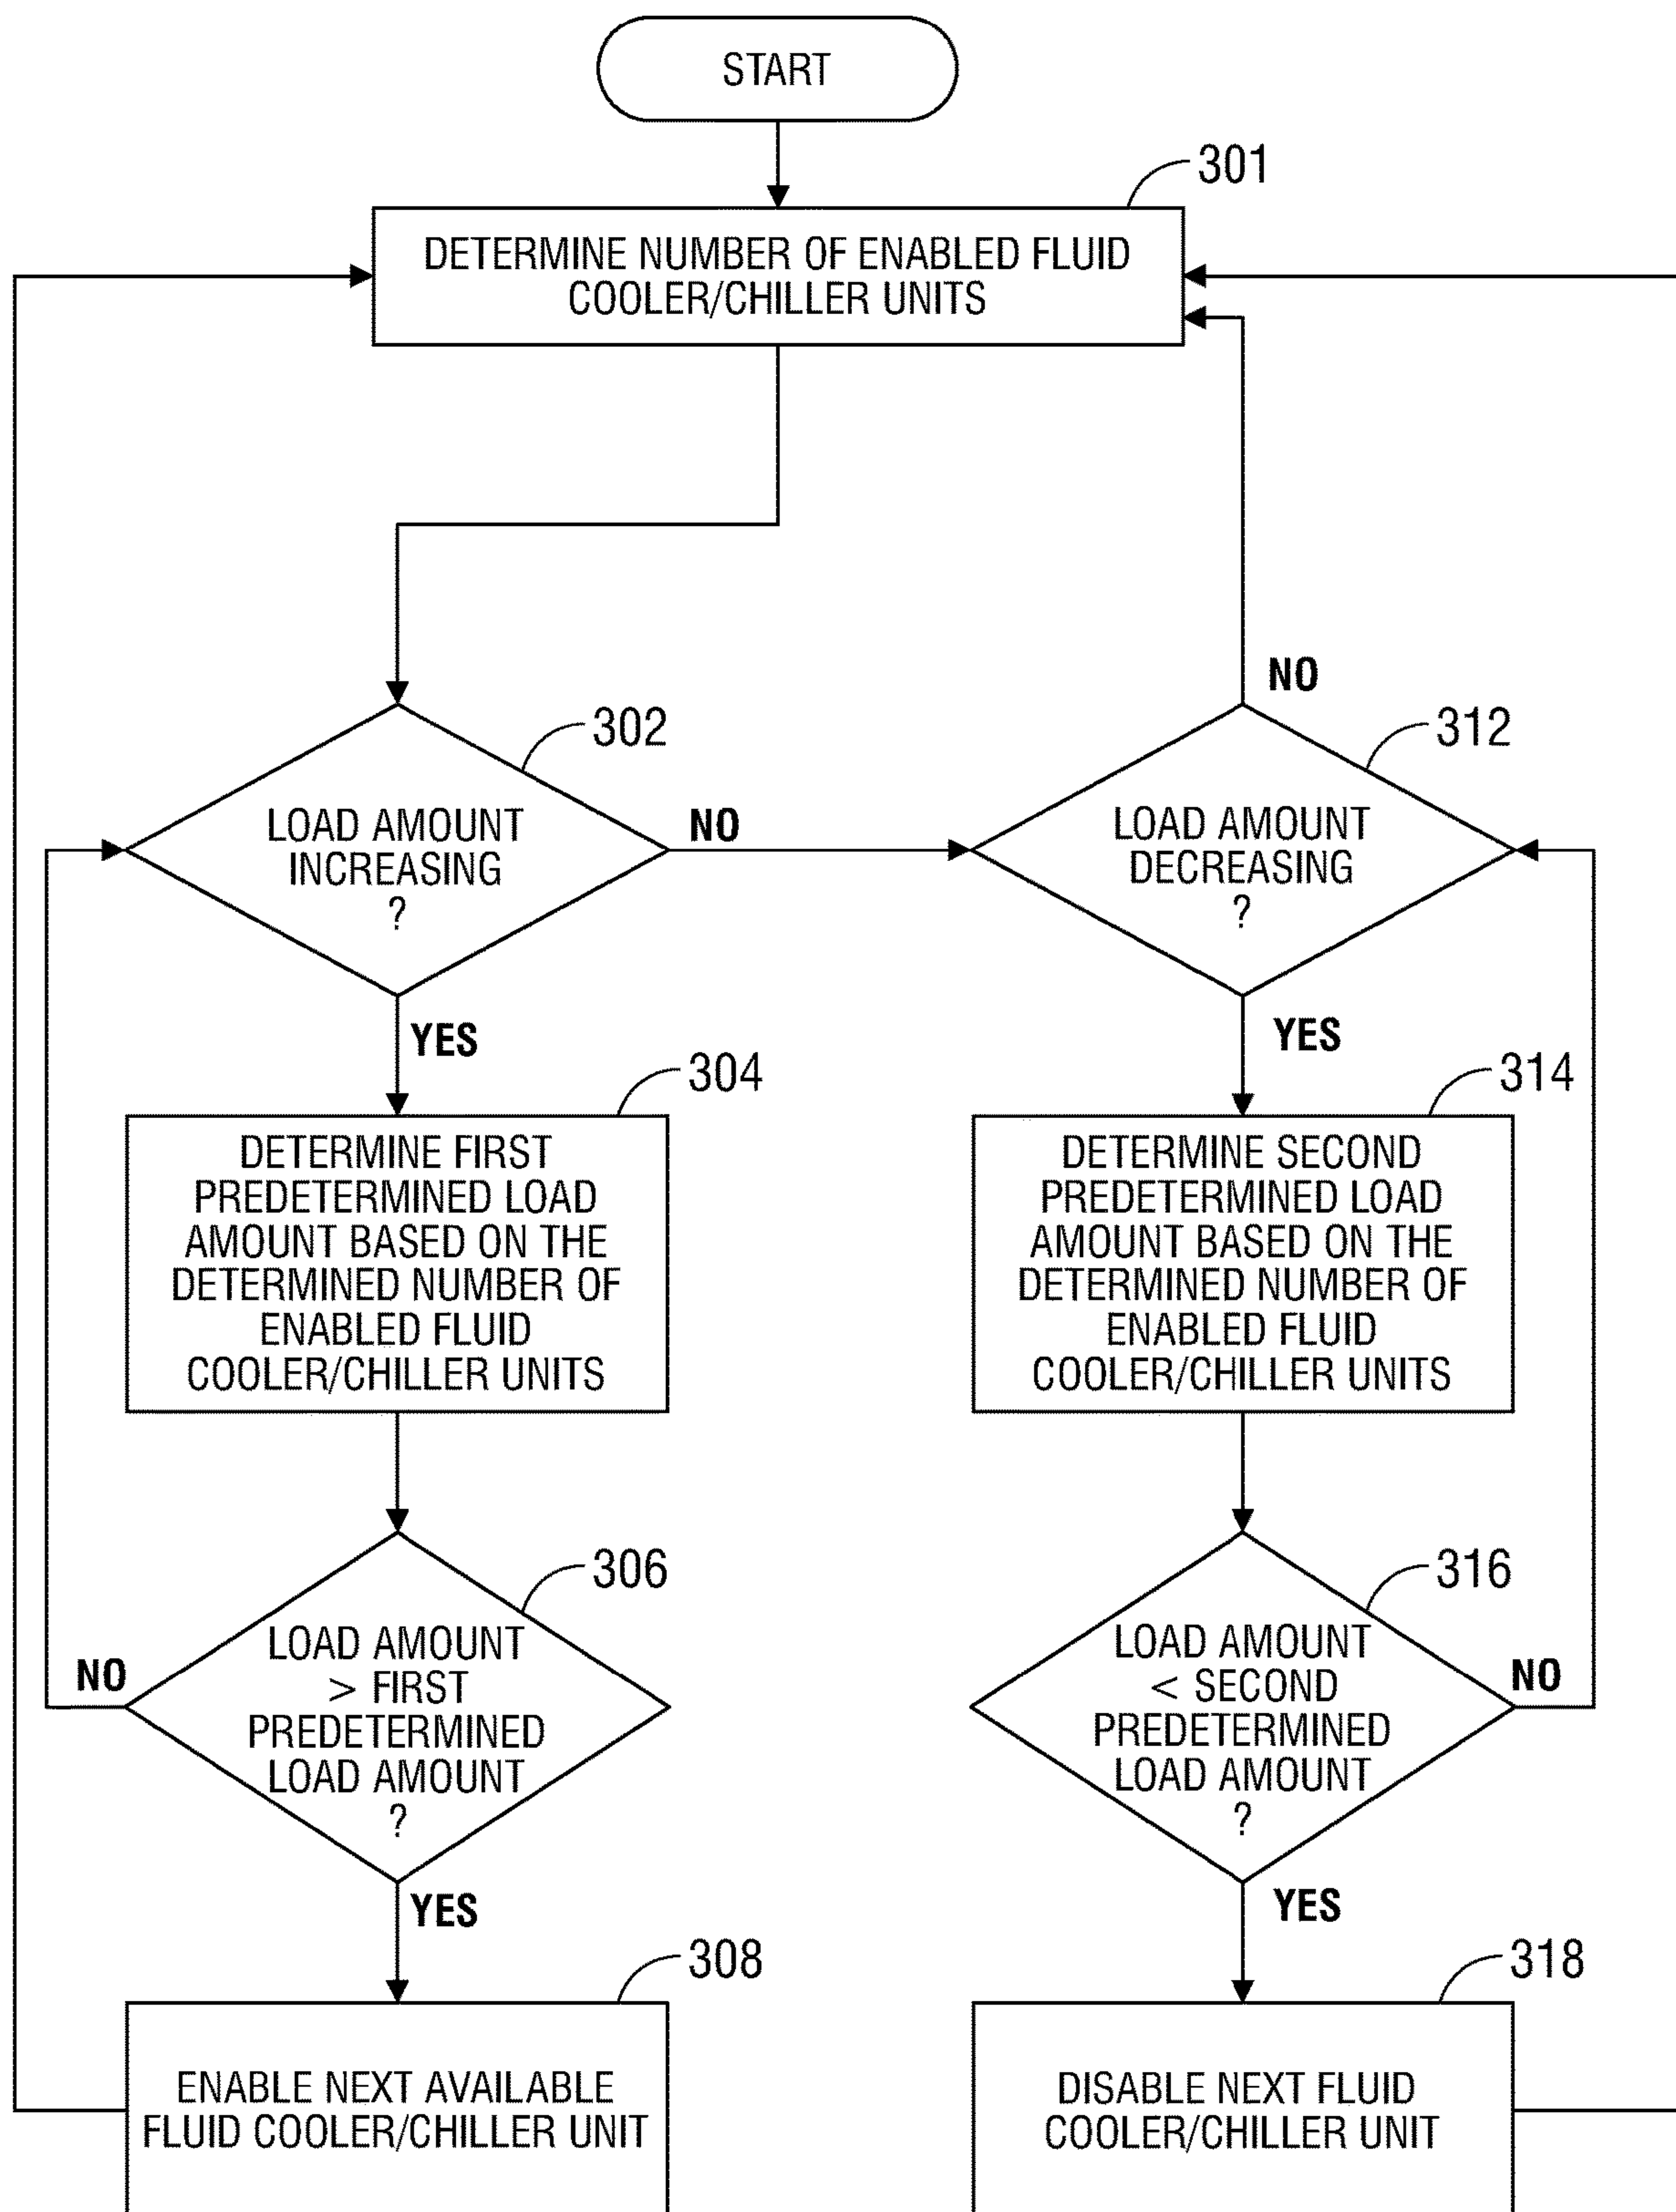 START
301
DETERMINE NUMBER OF ENABLED FLUID
COOLER/CHILLER UNITS
302
LOAD AMOUNT
INCREASING
?
NO
YES
NO
312
LOAD AMOUNT
DECREASING
?
YES
304
DETERMINE FIRST
PREDETERMINED LOAD
AMOUNT BASED ON THE
DETERMINED NUMBER OF
ENABLED FLUID
COOLER/CHILLER UNITS
314
DETERMINE SECOND
PREDETERMINED LOAD
AMOUNT BASED ON THE
DETERMINED NUMBER OF
ENABLED FLUID
COOLER/CHILLER UNITS
306
LOAD AMOUNT
> FIRST
PREDETERMINED
LOAD AMOUNT
?
NO
YES
316
LOAD AMOUNT
< SECOND
PREDETERMINED
LOAD AMOUNT
?
NO
YES
308
ENABLE NEXT AVAILABLE
FLUID COOLER/CHILLER UNIT
318
DISABLE NEXT FLUID
COOLER/CHILLER UNIT